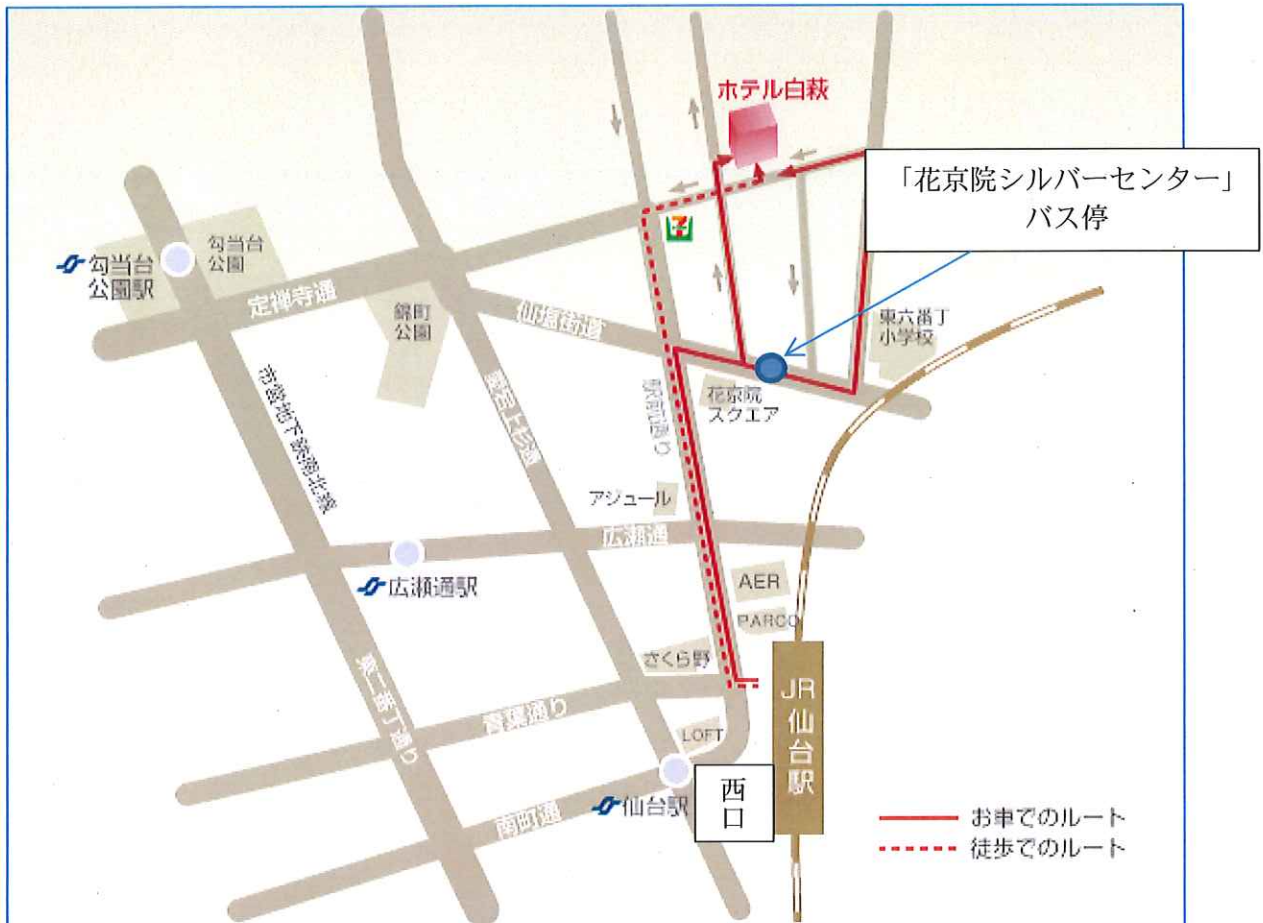 ホテル白萩
「花京院シルバーセンター」
バス停
勾当台
公園駅
勾当台
公園
定禅寺通
錦町
公園
仙塩街道
東六番丁
小学校
花京院
スクエア
駅前通り
愛宕上杉通
市営地下鉄南北線
アジュール
広瀬通
広瀬通駅
AER
PARCO
さくら野
JR仙台駅
東二番丁通り
青葉通り
LOFT
西
口
仙台駅
南町通
お車でのルート
徒歩でのルート
7